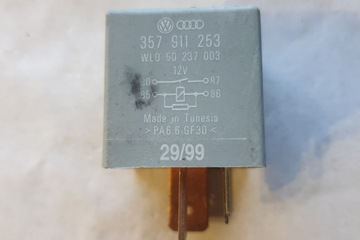 357 911 253
WL0 50 237 003
12V
30 87
85 86
Made in Tunesia
>PA6.6 GF30<
29/99